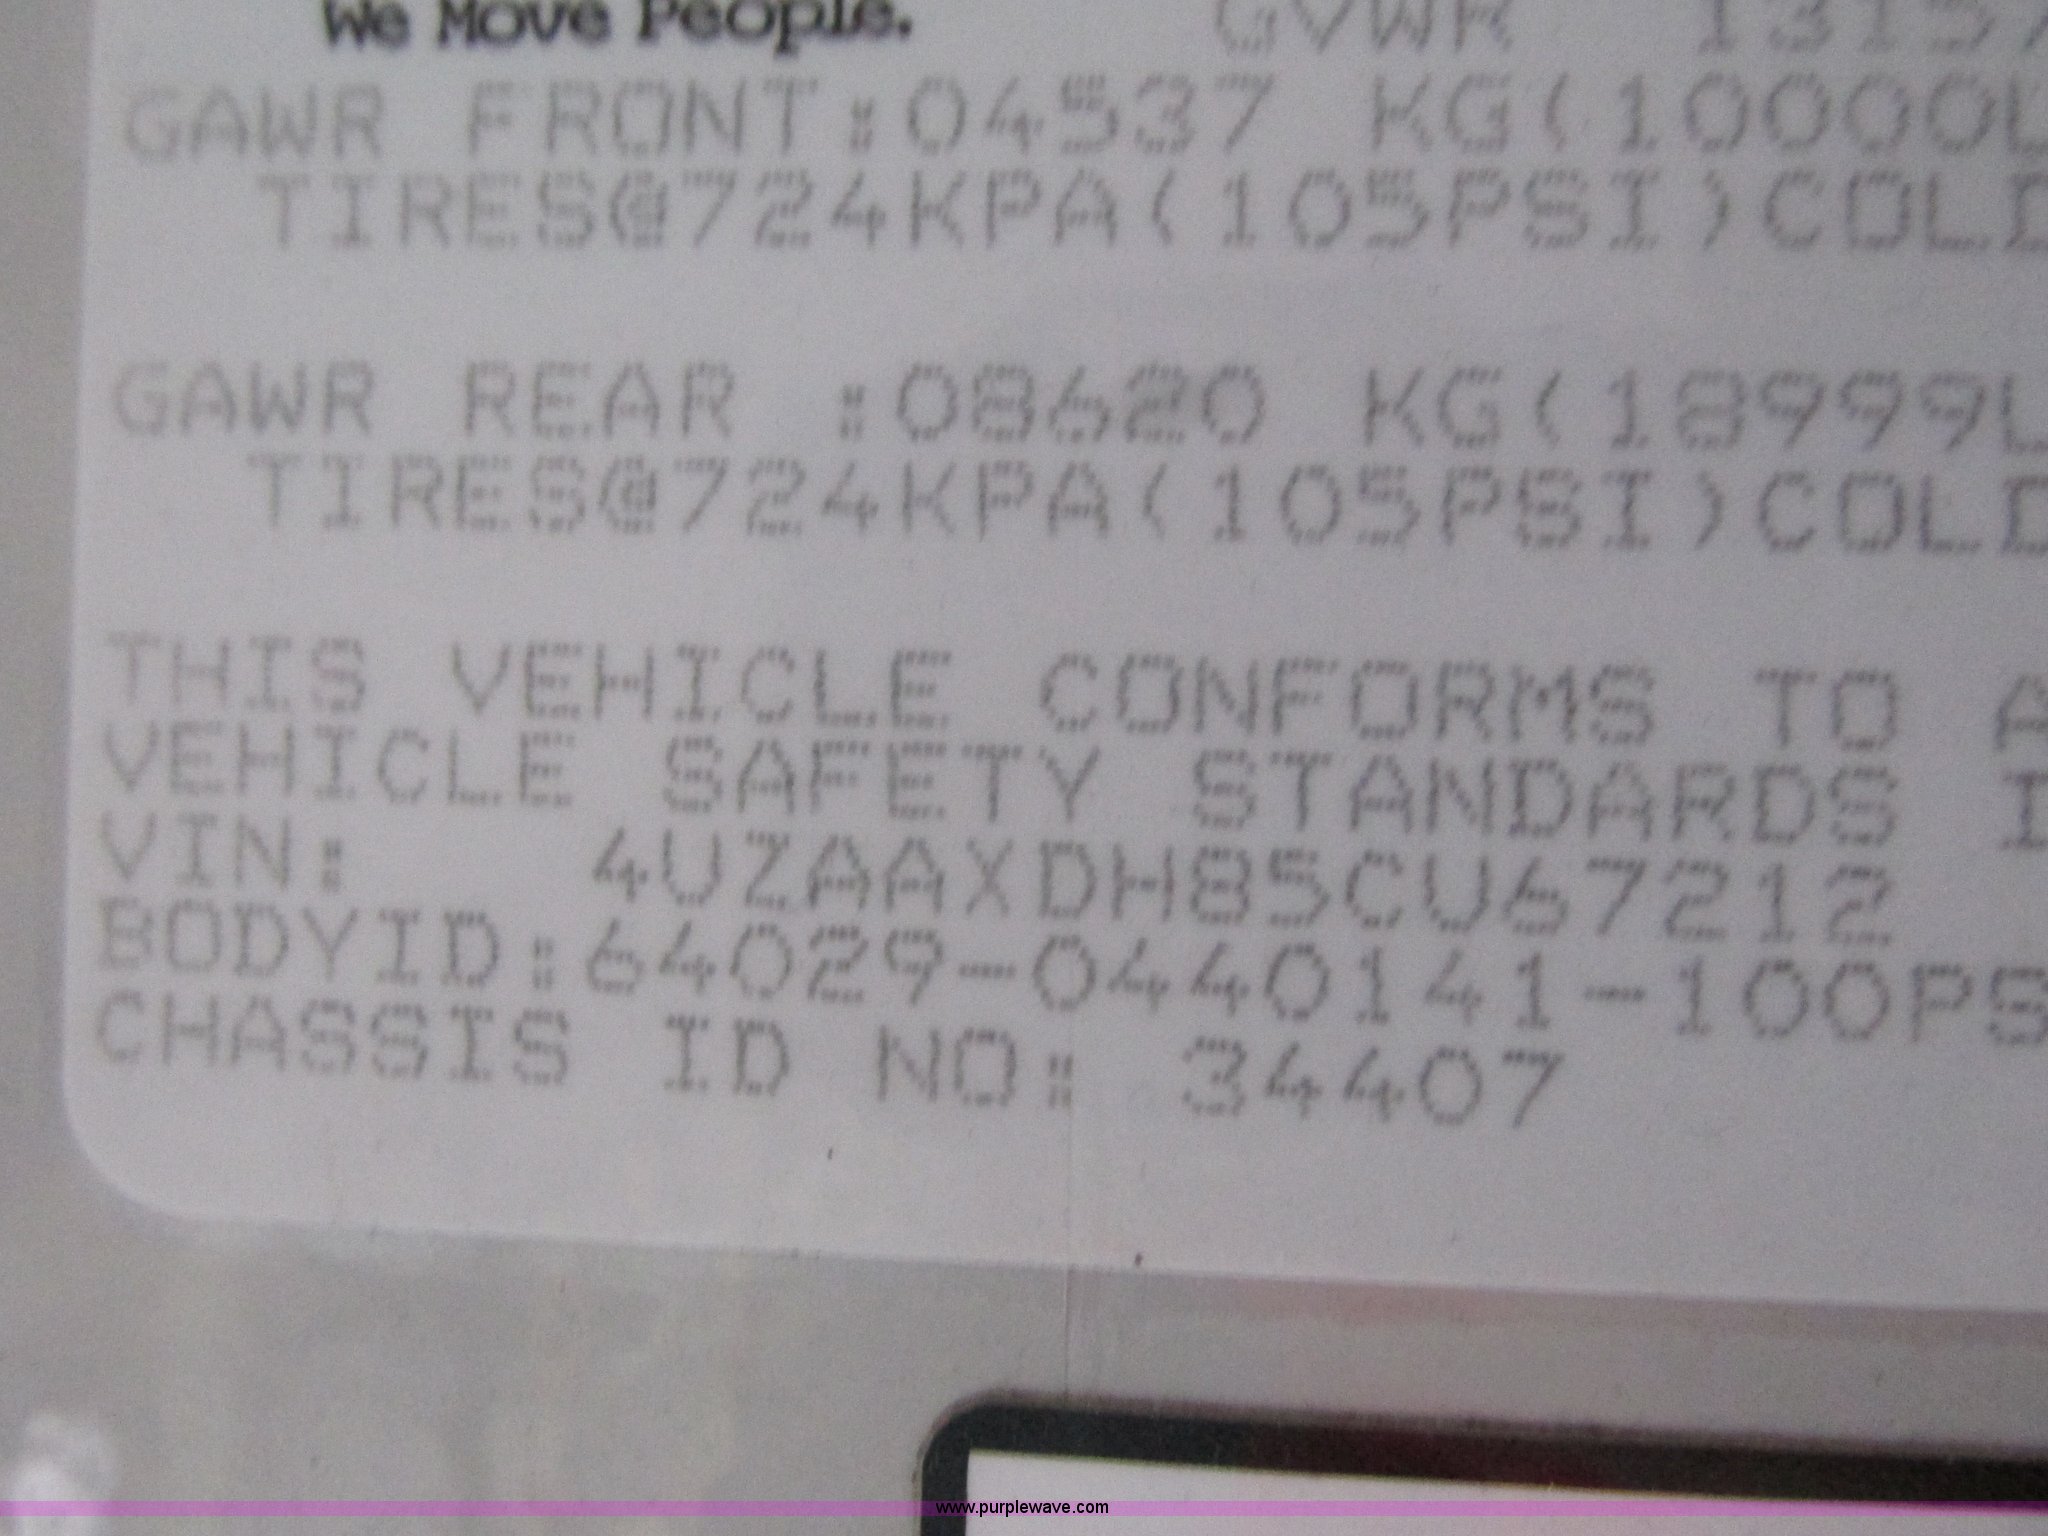 We Move People.
GVWR 13157
GAWR FRONT:04537 KG(10000L
TIRES@724KPA(105PSI)COLD
GAWR REAR :08620 KG(18999L
TIRES@724KPA(105PSI)COLD
THIS VEHICLE CONFORMS TO A
VEHICLE SAFETY STANDARDS I
VIN: 4UZAAXDH85CU67212
BODYID:64029-0440141-100PS
CHASSIS ID NO: 34407
www.purplewave.com